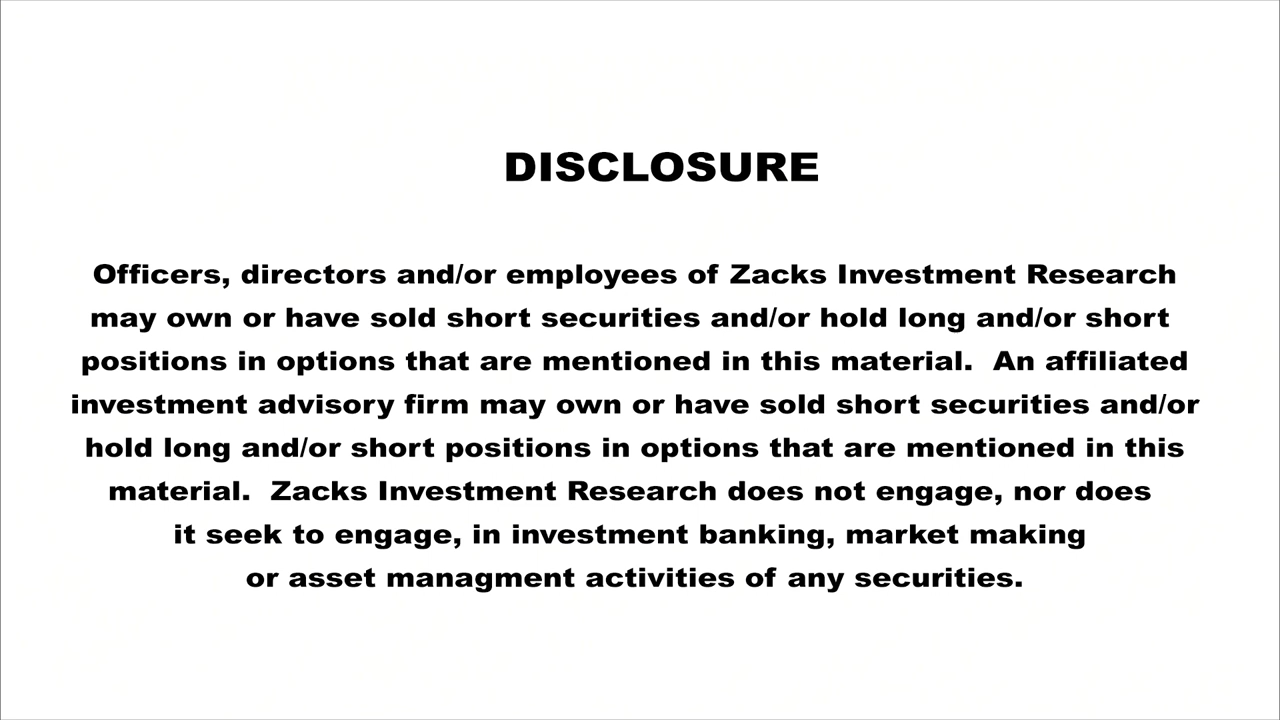 DISCLOSURE
Officers, directors and/or employees of Zacks Investment Research
may own or have sold short securities and/or hold long and/or short
positions in options that are mentioned in this material.  An affiliated
investment advisory firm may own or have sold short securities and/or
hold long and/or short positions in options that are mentioned in this
material.  Zacks Investment Research does not engage, nor does
it seek to engage, in investment banking, market making
or asset managment activities of any securities.